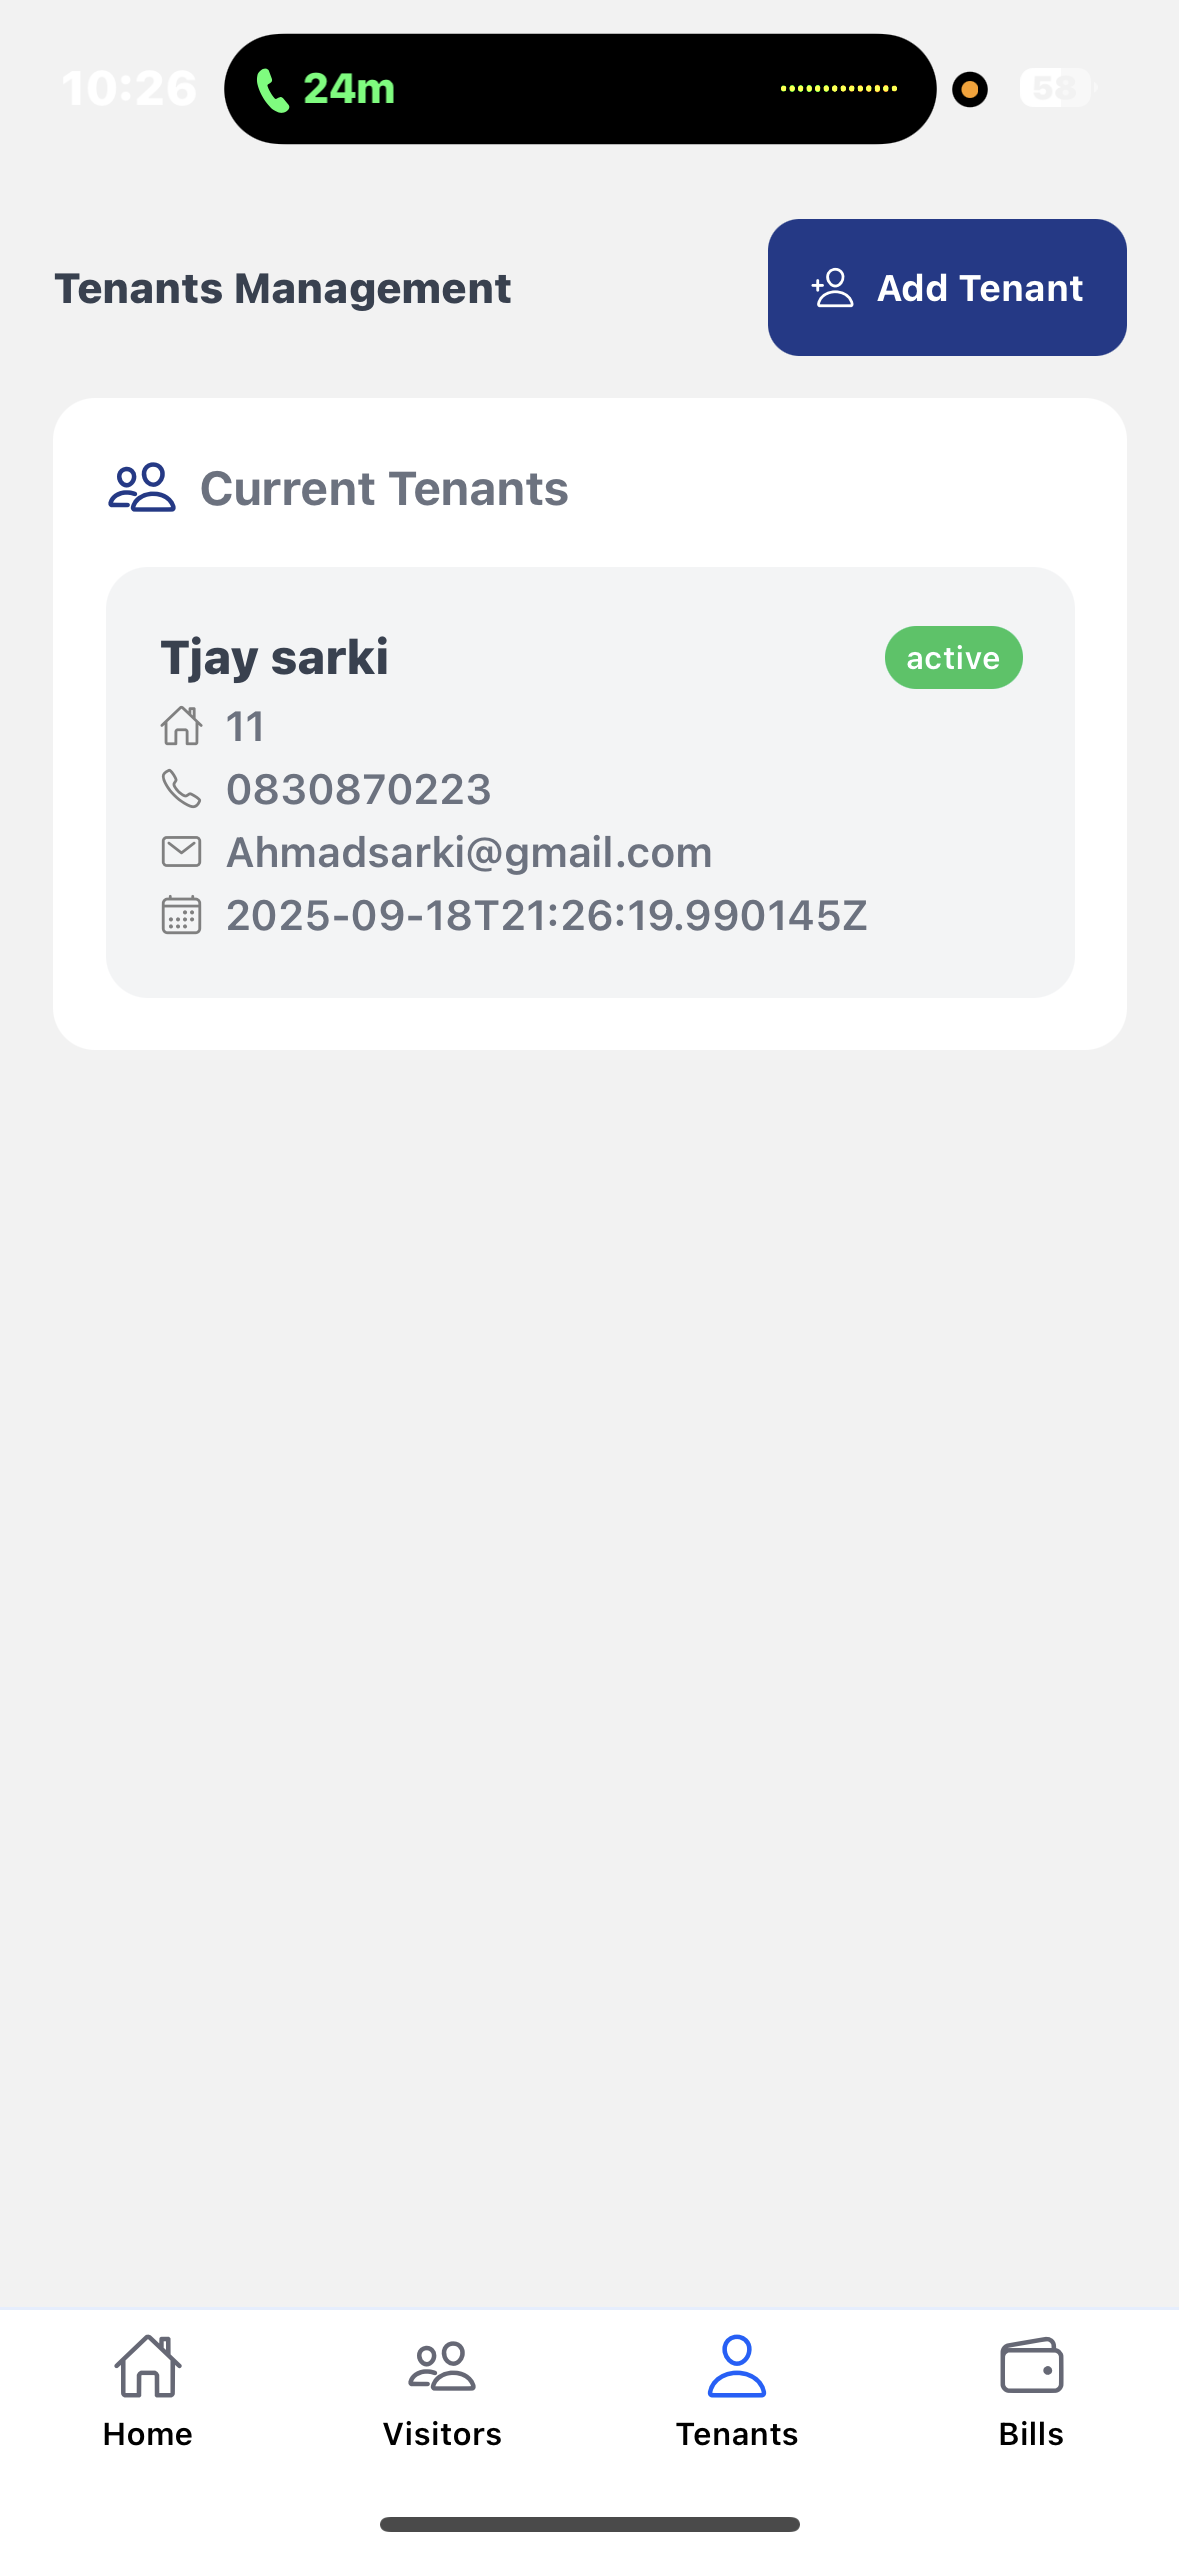 10:26 24m 58
Tenants Management
Add Tenant
Current Tenants
Tjay sarki
active
11
0830870223
Ahmadsarki@gmail.com
2025-09-18T21:26:19.990145Z
Home Visitors Tenants Bills